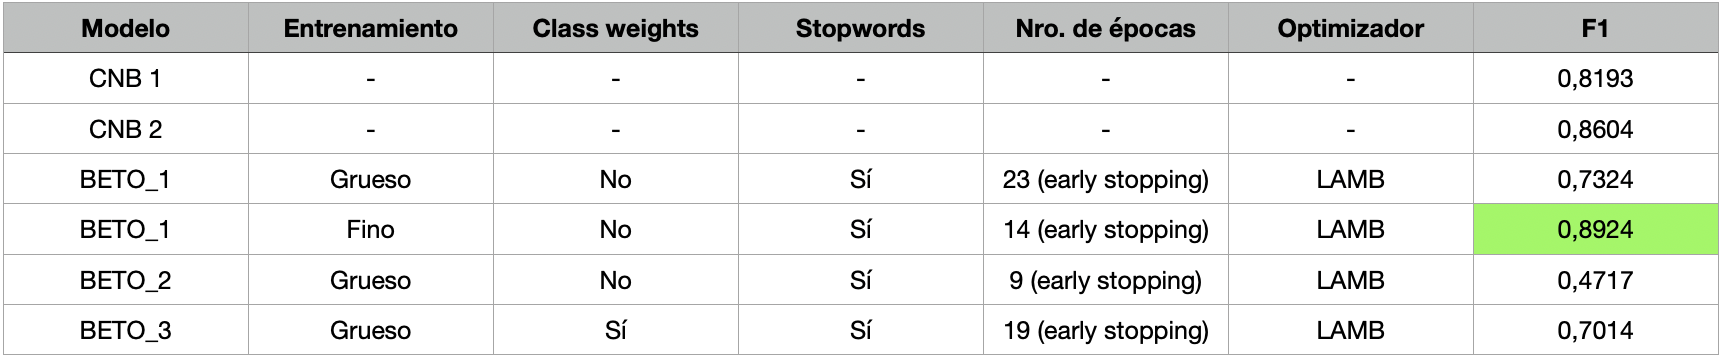 Modelo Entrenamiento Class weights Stopwords Nro. de épocas Optimizador F1
CNB 1 - - - - - 0,8193
CNB 2 - - - - - 0,8604
BETO_1 Grueso No Sí 23 (early stopping) LAMB 0,7324
BETO_1 Fino No Sí 14 (early stopping) LAMB 0,8924
BETO_2 Grueso No Sí 9 (early stopping) LAMB 0,4717
BETO_3 Grueso Sí Sí 19 (early stopping) LAMB 0,7014